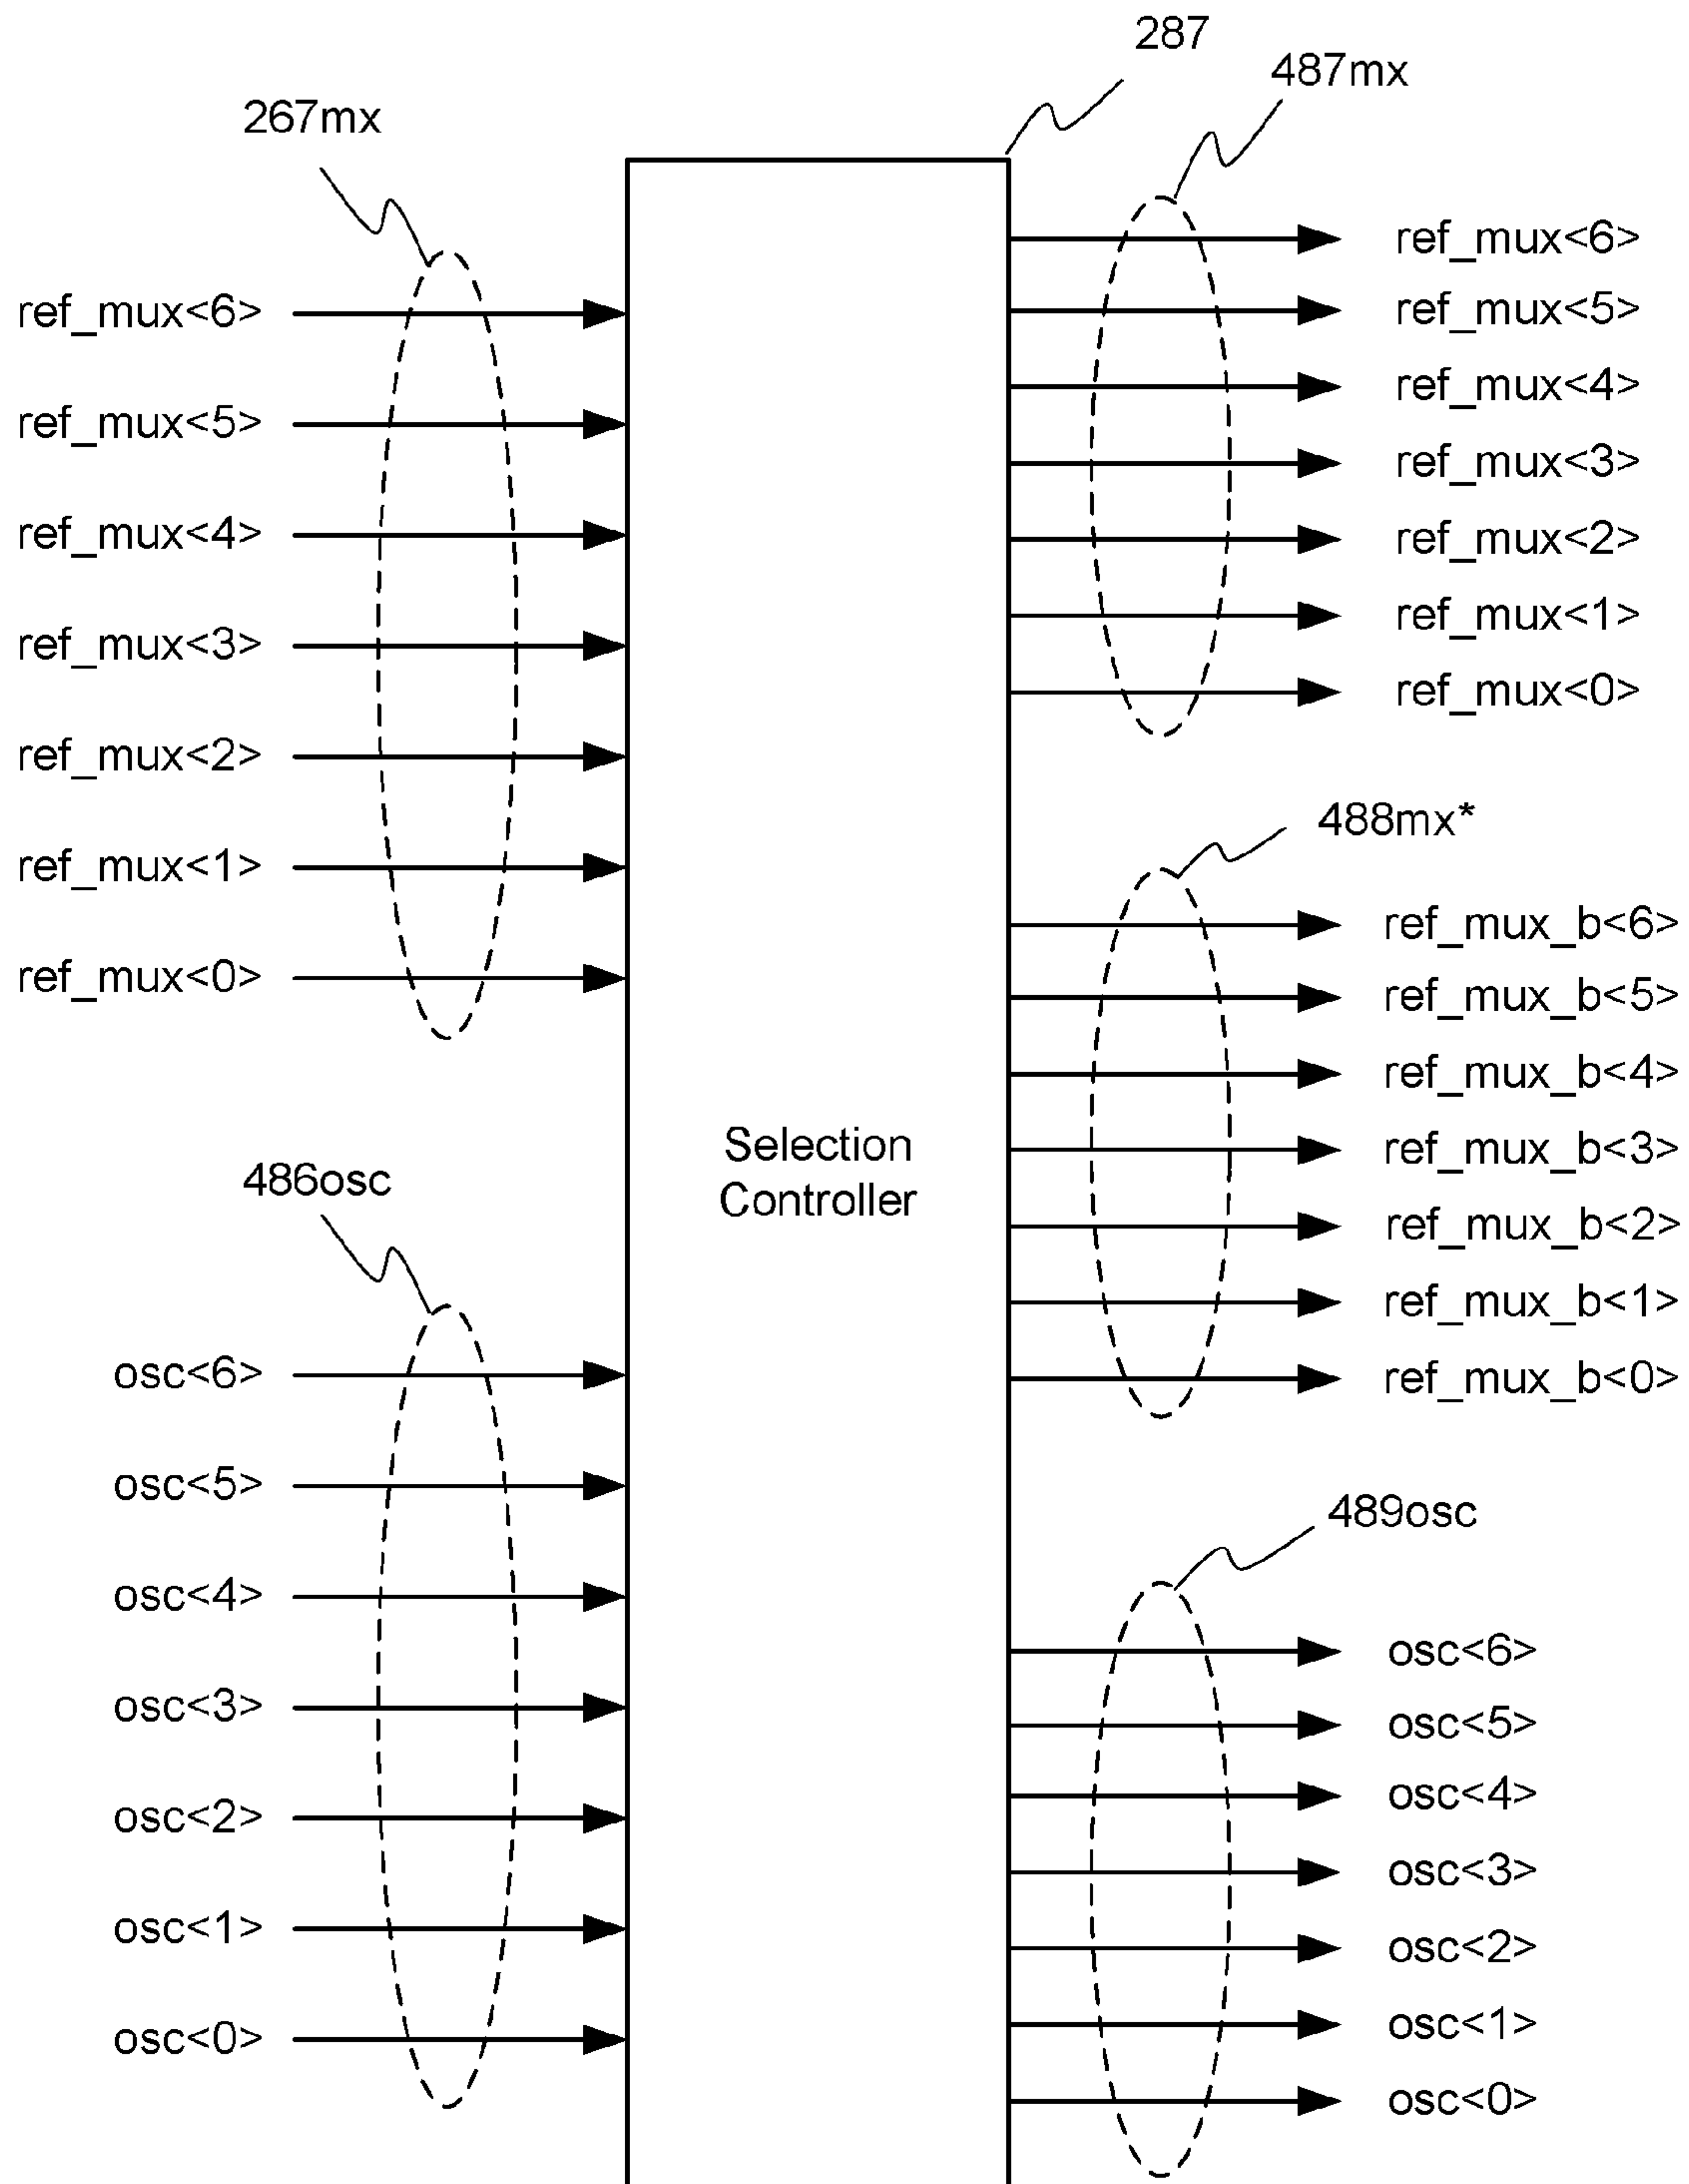 287
487mx
267mx
ref_mux<6>
ref_mux<5>
ref_mux<4>
ref_mux<3>
ref_mux<2>
ref_mux<1>
ref_mux<0>
486osc
osc<6>
osc<5>
osc<4>
osc<3>
osc<2>
osc<1>
osc<0>
Selection
Controller
ref_mux<6>
ref_mux<5>
ref_mux<4>
ref_mux<3>
ref_mux<2>
ref_mux<1>
ref_mux<0>
488mx*
ref_mux_b<6>
ref_mux_b<5>
ref_mux_b<4>
ref_mux_b<3>
ref_mux_b<2>
ref_mux_b<1>
ref_mux_b<0>
489osc
osc<6>
osc<5>
osc<4>
osc<3>
osc<2>
osc<1>
osc<0>